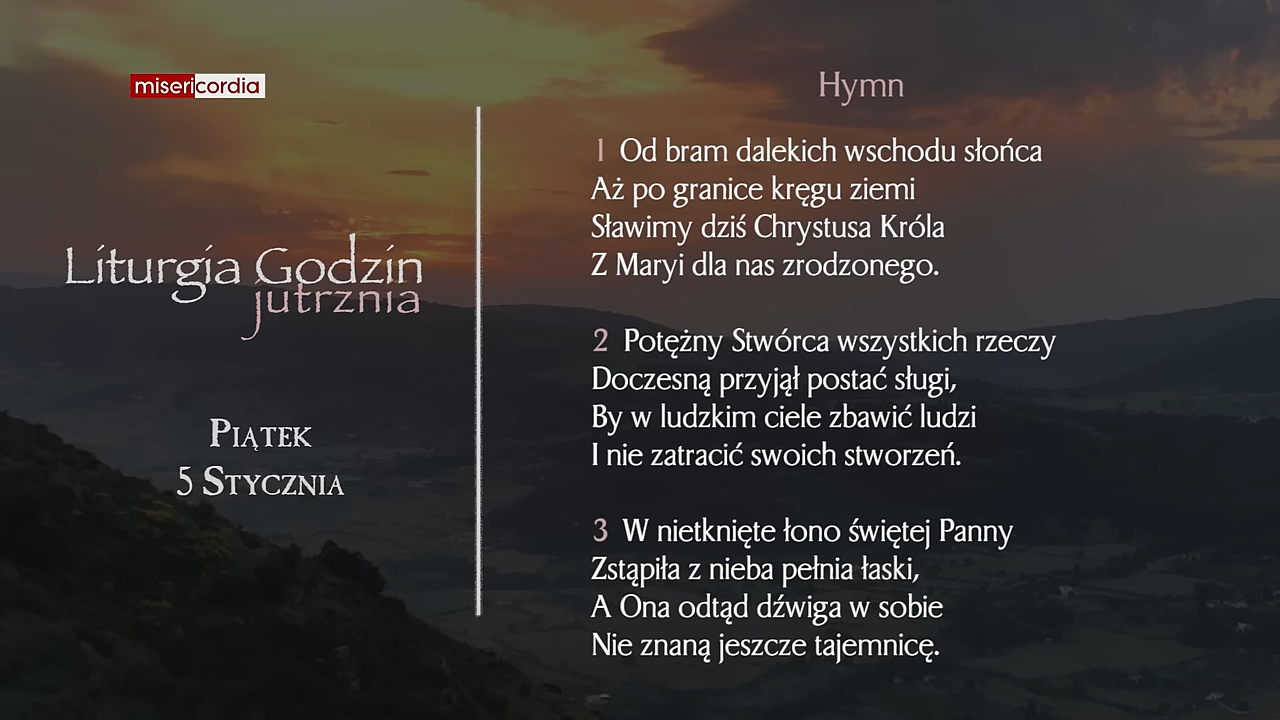 misericordia
Liturgia Godzin
jutrznia
Piątek
5 Stycznia
Hymn
1 Od bram dalekich wschodu słońca
Aż po granice kręgu ziemi
Sławimy dziś Chrystusa Króla
Z Maryi dla nas zrodzonego.
2 Potężny Stwórca wszystkich rzeczy
Doczesną przyjął postać sługi,
By w ludzkim ciele zbawić ludzi
I nie zatracić swoich stworzeń.
3 W nietknięte łono świętej Panny
Zstąpiła z nieba pełnia łaski,
A Ona odtąd dźwiga w sobie
Nie znaną jeszcze tajemnicę.